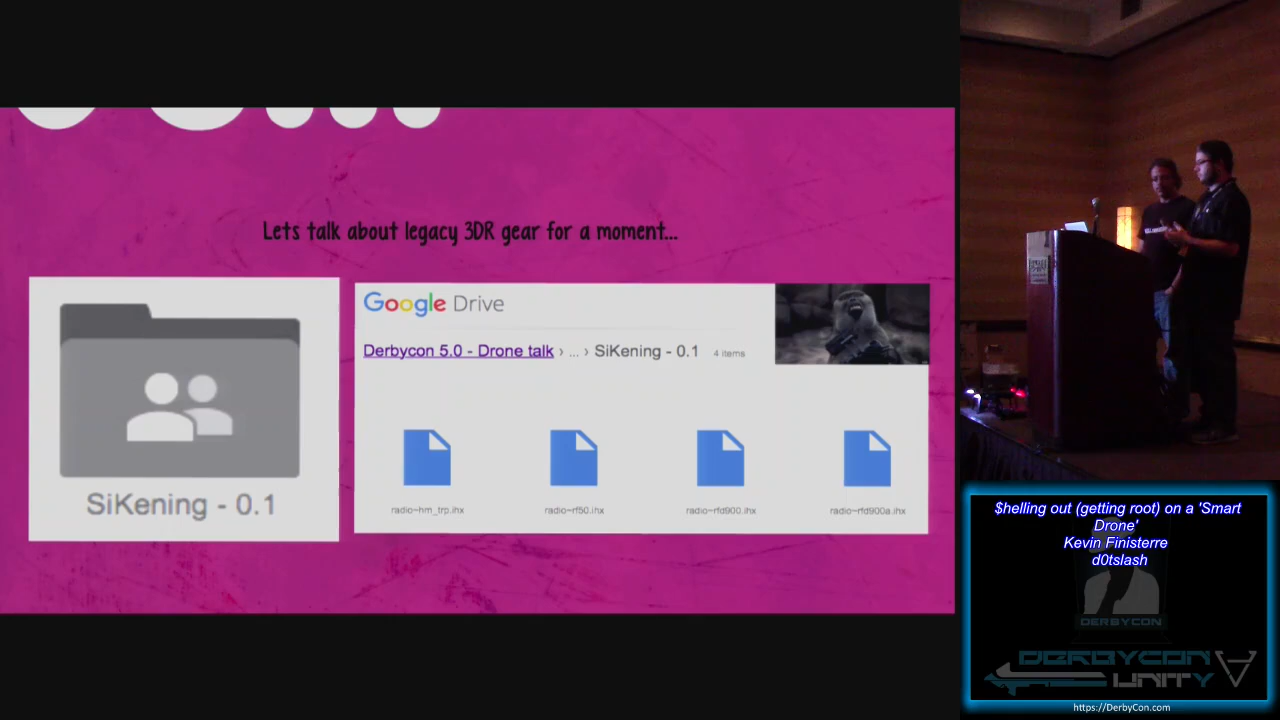 Lets talk about legacy 3DR gear for a moment...
SiKening - 0.1
Google Drive
Derbycon 5.0 - Drone talk › ... › SiKening - 0.1 4 items
radio~hm_trp.ihx
radio~rf50.ihx
radio~rfd900.ihx
radio~rfd900a.ihx
$helling out (getting root) on a 'Smart
Drone'
Kevin Finisterre
d0tslash
DERBYCON
DERBYCON
UNITY
https://DerbyCon.com